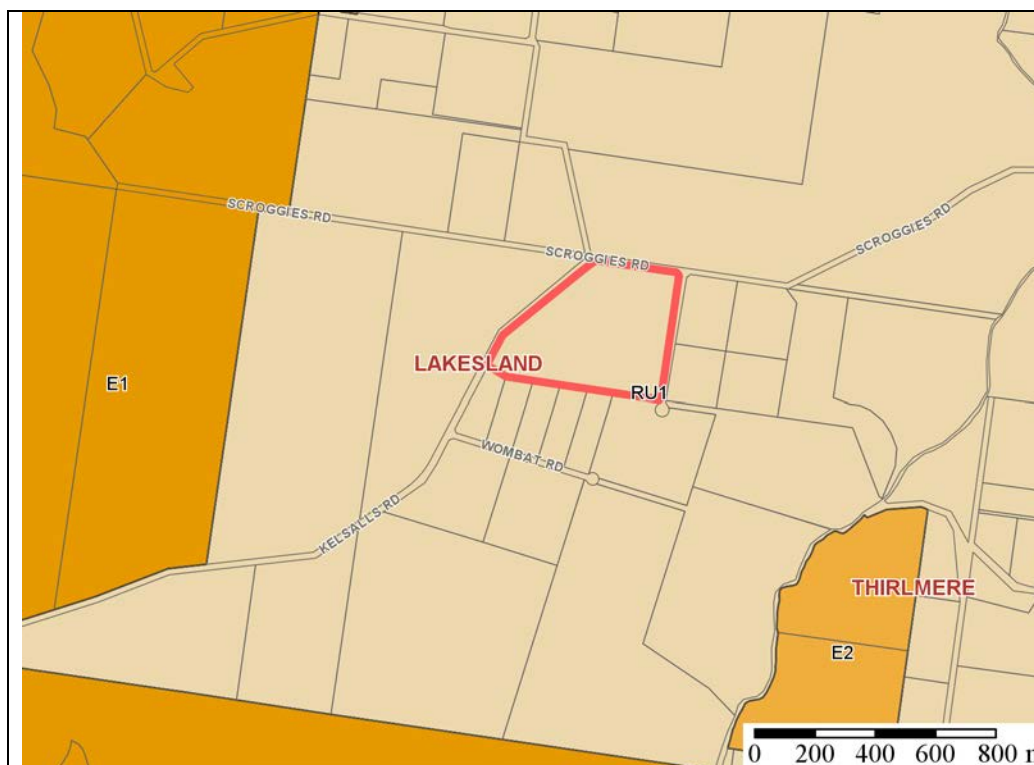 SCROGGIES RD
SCROGGIES RD
SCROGGIES RD
LAKESLAND
E1
RU1
WOMBAT RD
KELSALLS RD
THIRLMERE
E2
0 200 400 600 800 m